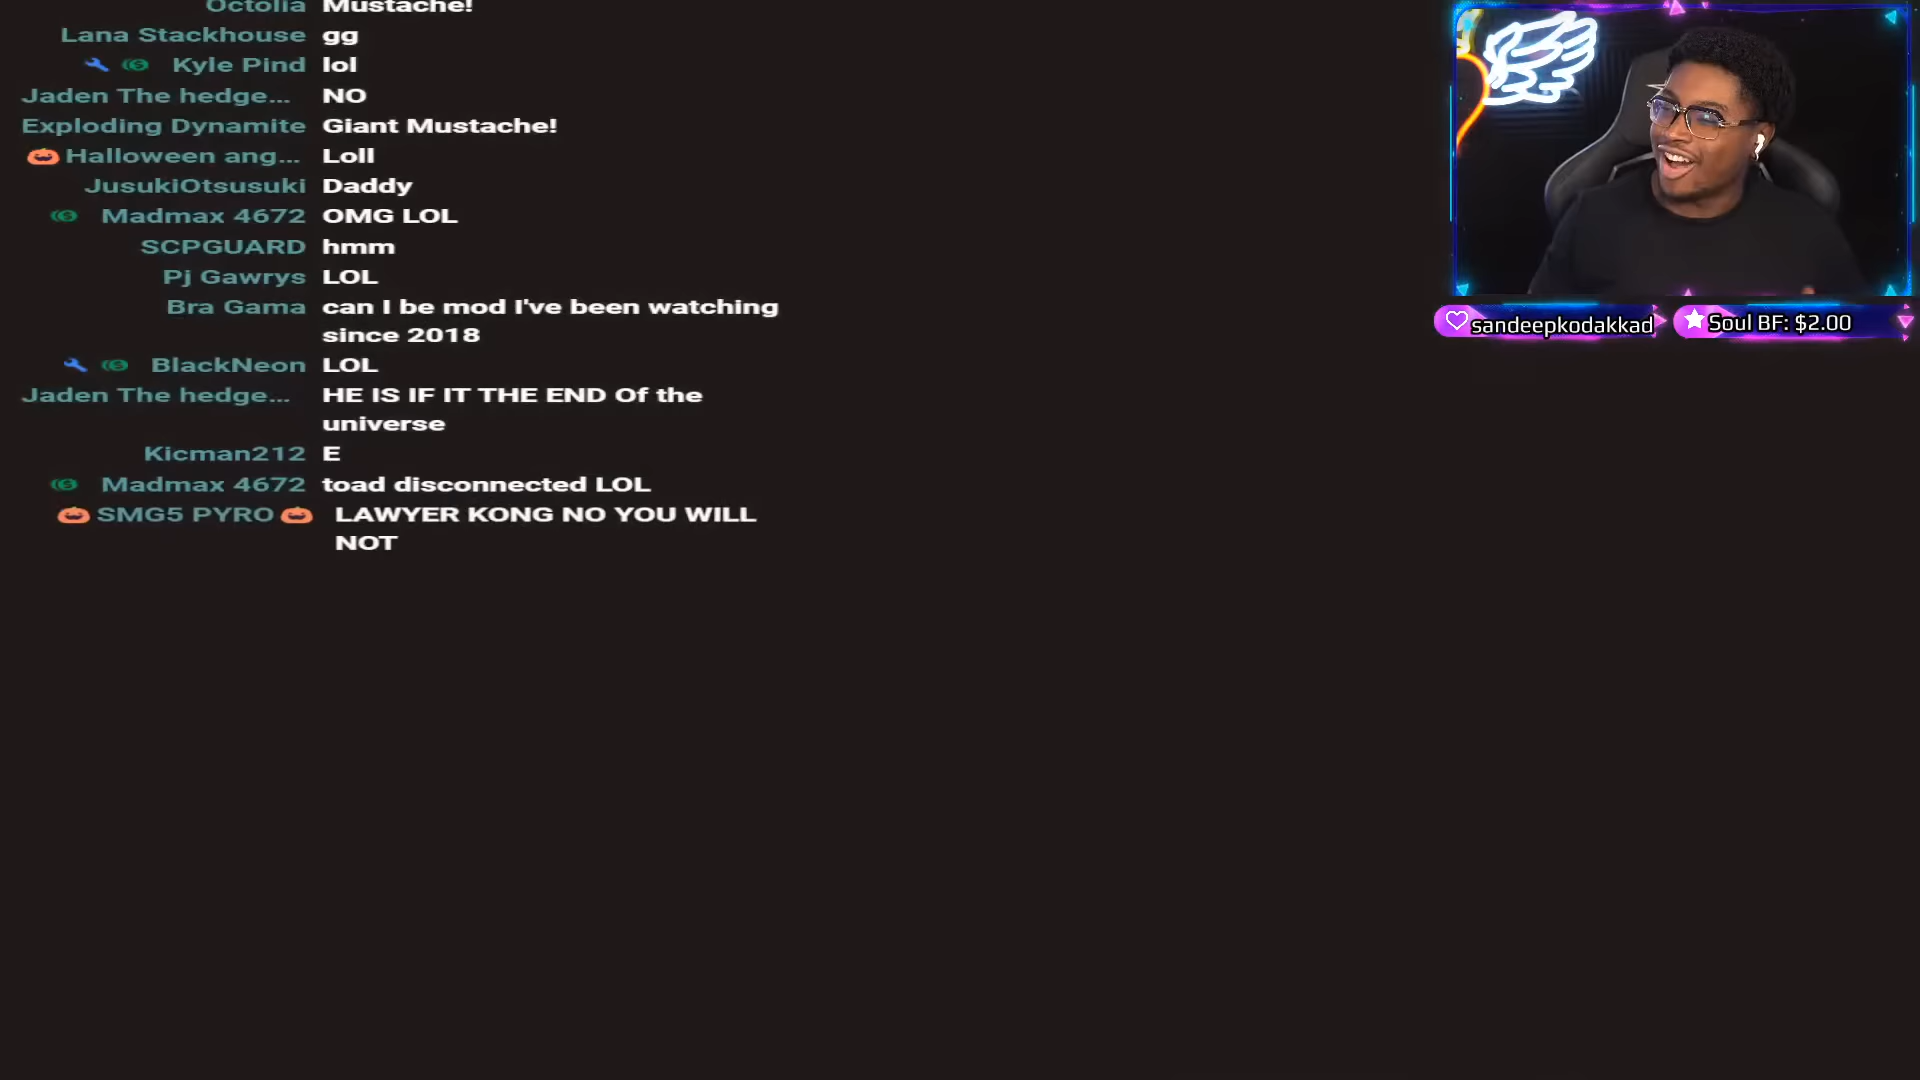 Octolia Mustache!
Lana Stackhouse gg
Kyle Pind lol
Jaden The hedge... NO
Exploding Dynamite Giant Mustache!
Halloween ang... Loll
JusukiOtsusuki Daddy
Madmax 4672 OMG LOL
SCPGUARD hmm
Pj Gawrys LOL
Bra Gama can I be mod I've been watching
since 2018
BlackNeon LOL
Jaden The hedge... HE IS IF IT THE END Of the
universe
Kicman212 E
Madmax 4672 toad disconnected LOL
SMG5 PYRO LAWYER KONG NO YOU WILL
NOT
sandeepkodakkad
Soul BF: $2.00